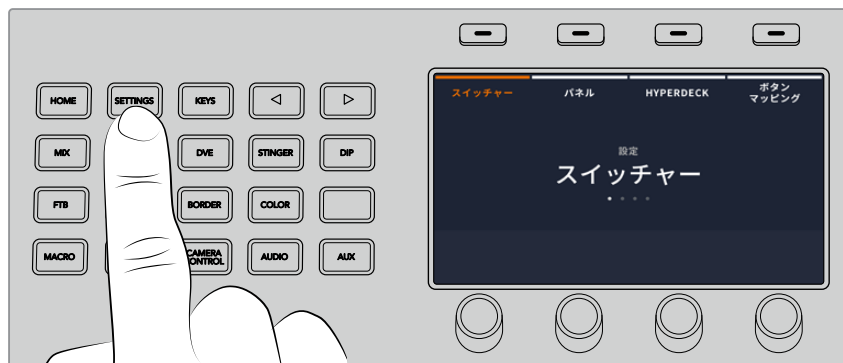 HOME
SETTINGS
KEYS
MIX
DVE
STINGER
DIP
FTB
BORDER
COLOR
MACRO
CAMERA
CONTROL
AUDIO
AUX
スイッチャー
パネル
HYPERDECK
ボタン
マッピング
設定
スイッチャー